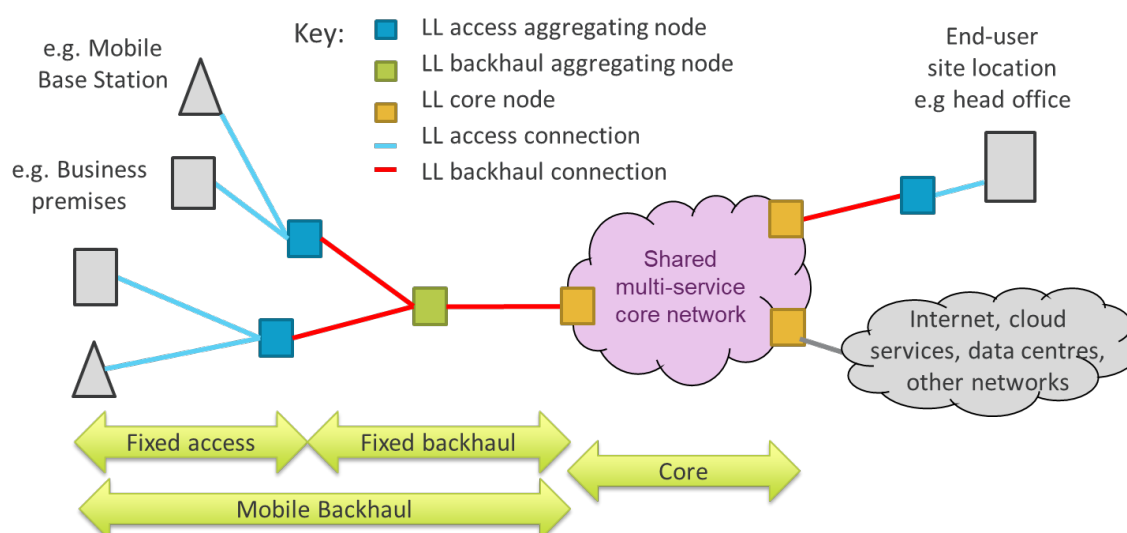 e.g. Mobile
Base Station
e.g. Business
premises
Key:
LL access aggregating node
LL backhaul aggregating node
LL core node
LL access connection
LL backhaul connection
End-user
site location
e.g head office
Shared
multi-service
core network
Internet, cloud
services, data centres,
other networks
Fixed access
Fixed backhaul
Core
Mobile Backhaul